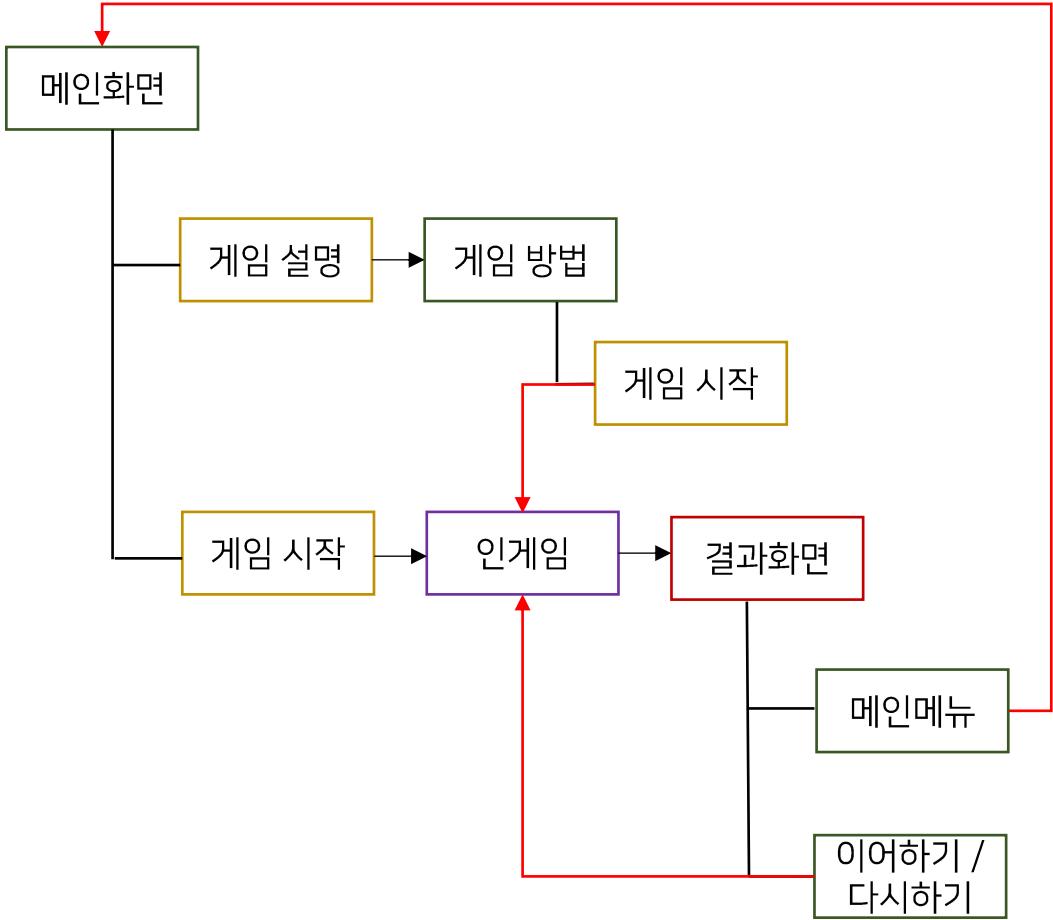 메인화면
게임 설명
게임 방법
게임 시작
게임 시작
인게임
결과화면
메인메뉴
이어하기 /
다시하기